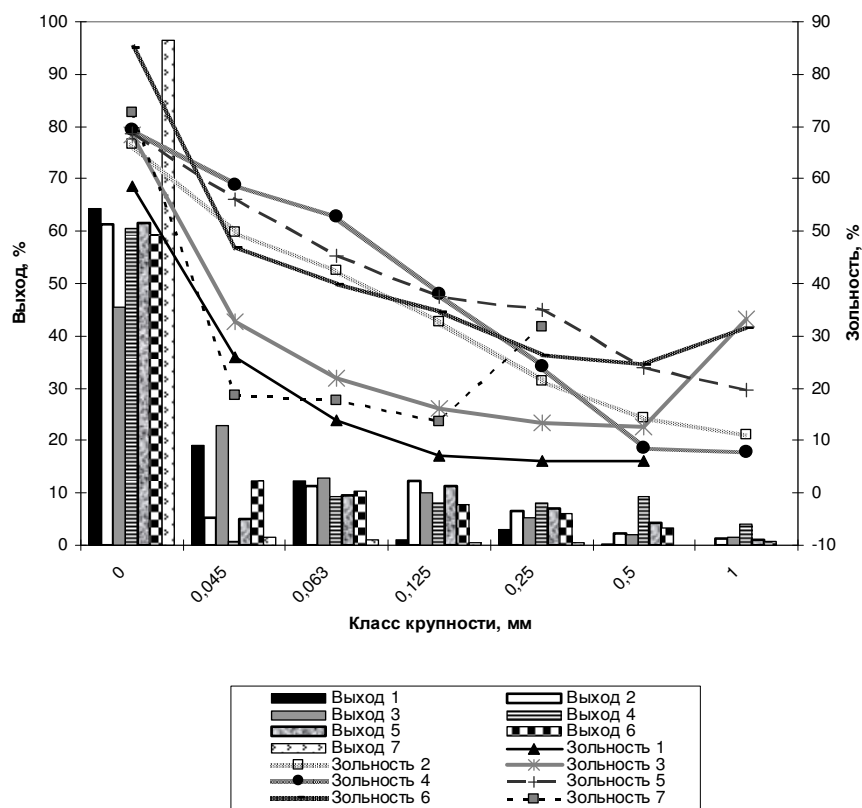 100
90
80
70
60
50
40
30
20
10
0
Выход, %
90
80
70
60
50
40
30
20
10
0
-10
Зольность, %
0
0,045
0,063
0,125
0,25
0,5
1
Класс крупности, мм
Выход 1 Выход 2
Выход 3 Выход 4
Выход 5 Выход 6
Выход 7 Зольность 1
Зольность 2 Зольность 3
Зольность 4 Зольность 5
Зольность 6 Зольность 7